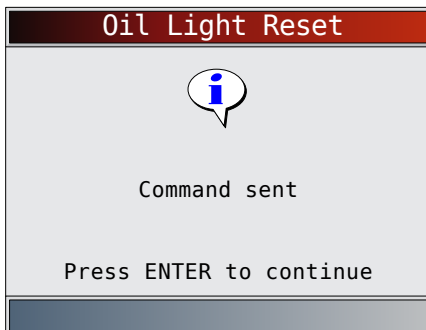 Oil Light Reset
i
Command sent
Press ENTER to continue